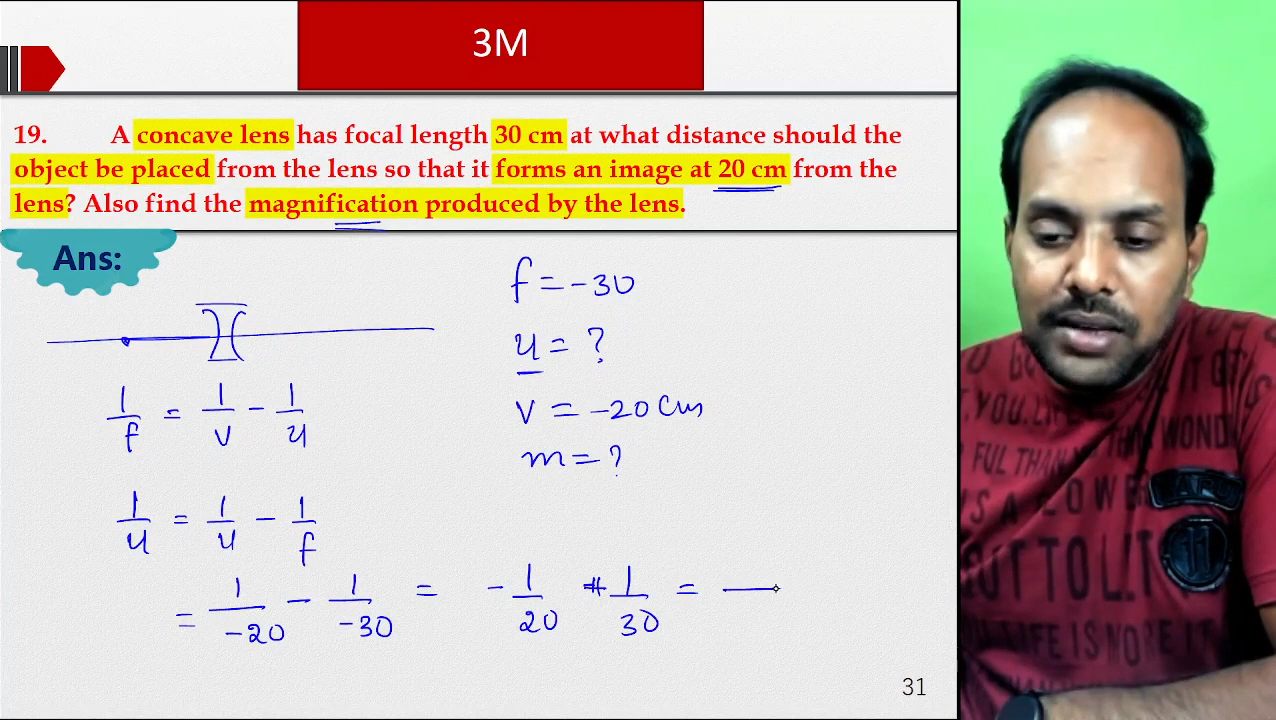 3M
19. A concave lens has focal length 30 cm at what distance should the
object be placed from the lens so that it forms an image at 20 cm from the
lens? Also find the magnification produced by the lens.
Ans:
f = -30
u = ?
v = -20 cm
m = ?
1/f = 1/v - 1/u
1/u = 1/u - 1/f
= 1/-20 - 1/-30 = -1/20 + 1/30 =
31